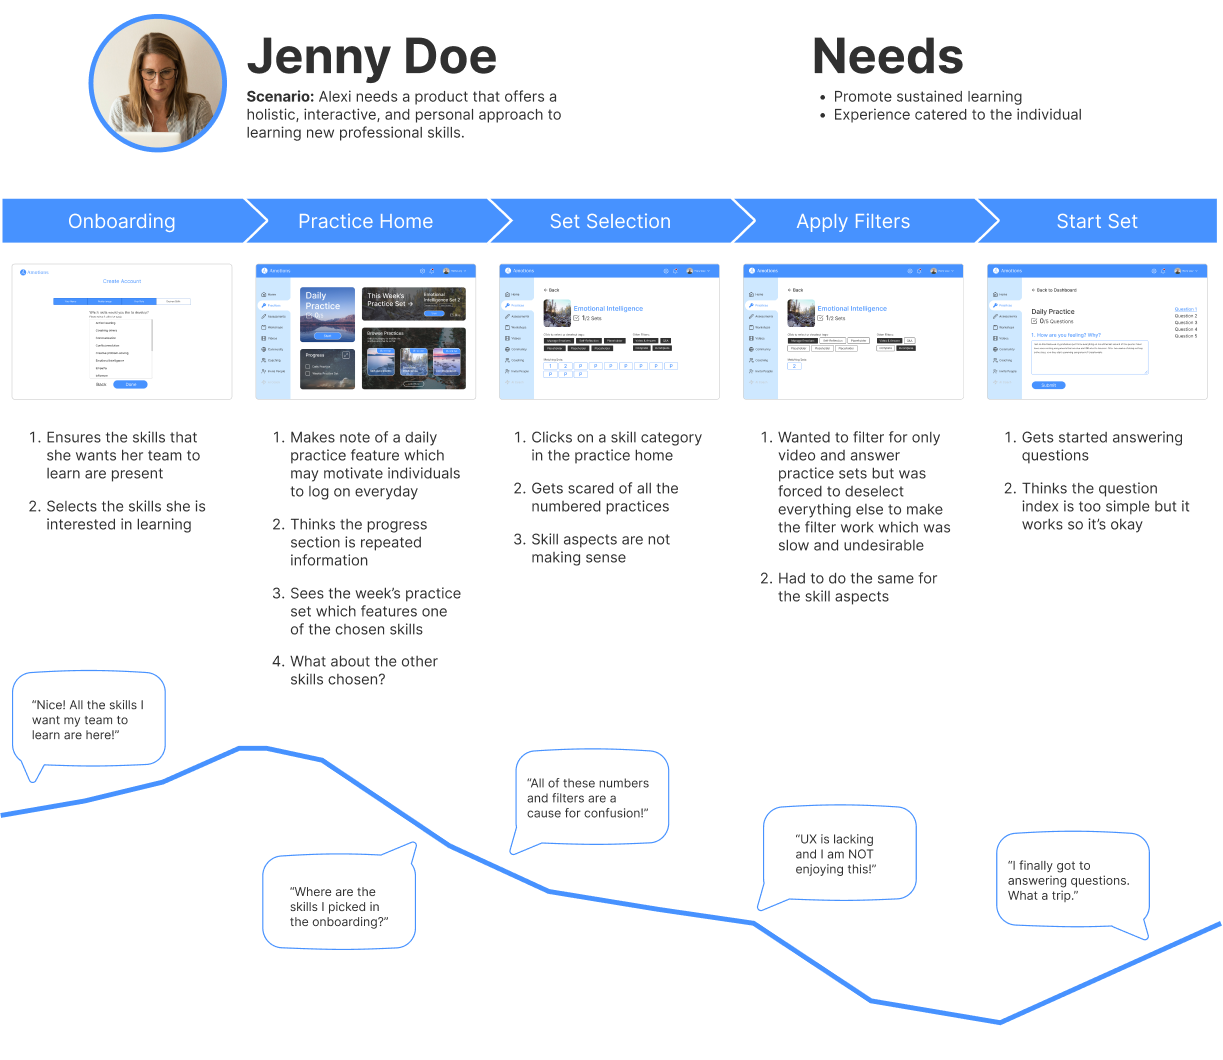 Jenny Doe
Scenario: Alexi needs a product that offers a
holistic, interactive, and personal approach to
learning new professional skills.
Needs
• Promote sustained learning
• Experience catered to the individual
Onboarding
Practice Home
Set Selection
Apply Filters
Start Set
Create Account
Back
Done
Daily
Practice
Start
This Week's
Practice Set →
Emotional
Intelligence Set 2
Browse Practices
Progress
← Back
Emotional Intelligence
1/2 Sets
1 2 P P P P P P P
P P P
← Back
Emotional Intelligence
1/2 Sets
2
← Back to Dashboard
Daily Practice
0/5 Questions
1. How are you feeling? Why?
Submit
Question 1
Question 2
Question 3
Question 4
Question 5
1. Ensures the skills that
she wants her team to
learn are present
2. Selects the skills she is
interested in learning
1. Makes note of a daily
practice feature which
may motivate individuals
to log on everyday
2. Thinks the progress
section is repeated
information
3. Sees the week's practice
set which features one
of the chosen skills
4. What about the other
skills chosen?
1. Clicks on a skill category
in the practice home
2. Gets scared of all the
numbered practices
3. Skill aspects are not
making sense
1. Wanted to filter for only
video and answer
practice sets but was
forced to deselect
everything else to make
the filter work which was
slow and undesirable
2. Had to do the same for
the skill aspects
1. Gets started answering
questions
2. Thinks the question
index is too simple but it
works so it's okay
"Nice! All the skills I
want my team to
learn are here!"
"Where are the
skills I picked in
the onboarding?"
"All of these numbers
and filters are a
cause for confusion!"
"UX is lacking
and I am NOT
enjoying this!"
"I finally got to
answering questions.
What a trip."